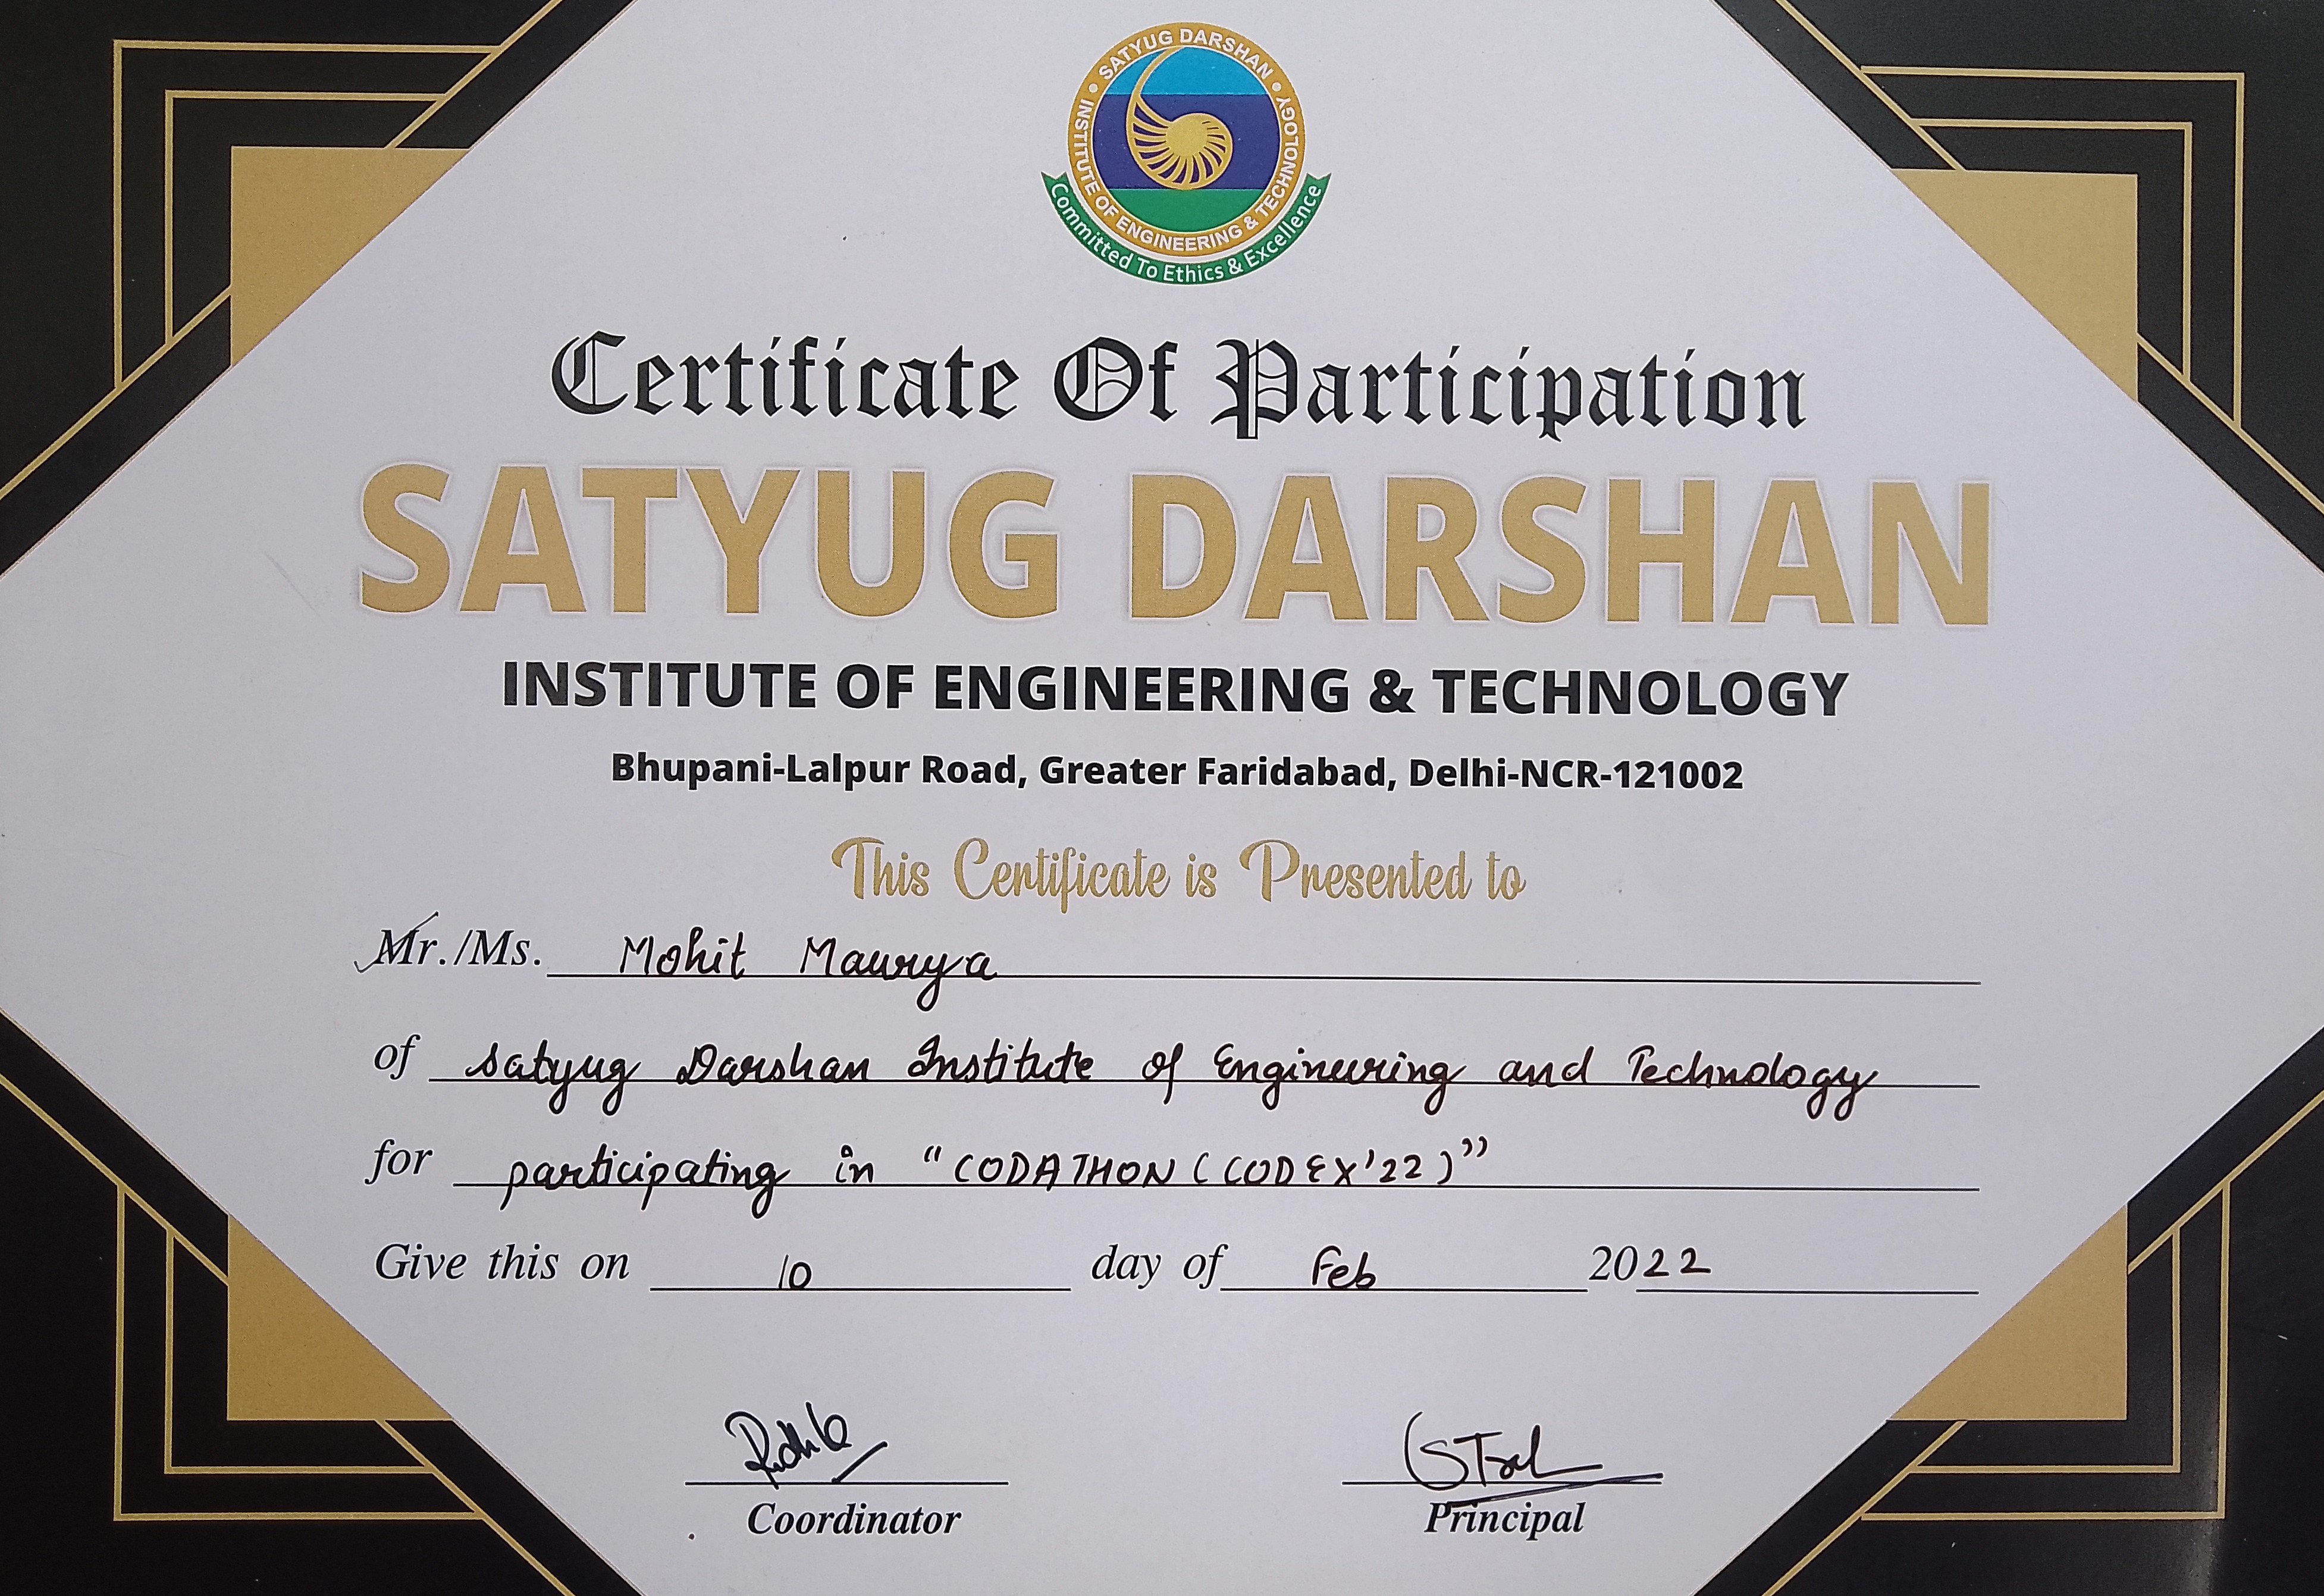 SATYUG DARSHAN
INSTITUTE OF ENGINEERING & TECHNOLOGY
Committed To Ethics & Excellence
Certificate Of Participation
SATYUG DARSHAN
INSTITUTE OF ENGINEERING & TECHNOLOGY
Bhupani-Lalpur Road, Greater Faridabad, Delhi-NCR-121002
This Certificate is Presented to
Mr./Ms. Mohit Maurya
of Satyug Darshan Institute of Engineering and Technology
for participating in "CODATHON (CODEX'22)"
Give this on 10 day of Feb 2022
Coordinator Principal